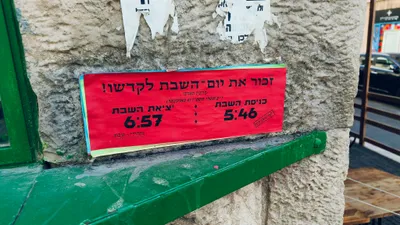 זכור את יום-השבת לקדשו!
כניסת השבת
5:46
יציאת השבת
6:57